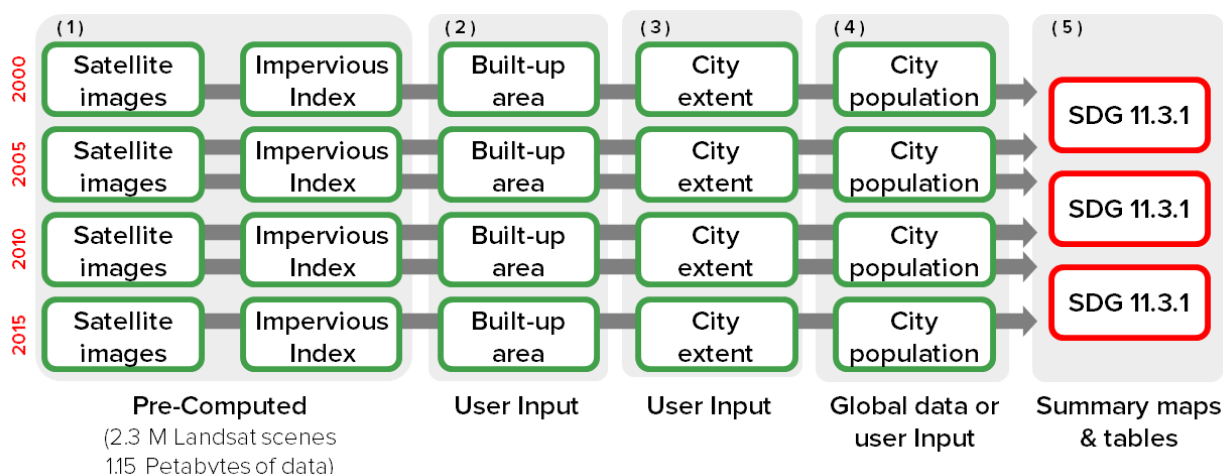 (1)
(2)
(3)
(4)
(5)
2000
Satellite
images
Impervious
Index
Built-up
area
City
extent
City
population
SDG 11.3.1
2005
Satellite
images
Impervious
Index
Built-up
area
City
extent
City
population
SDG 11.3.1
2010
Satellite
images
Impervious
Index
Built-up
area
City
extent
City
population
SDG 11.3.1
2015
Satellite
images
Impervious
Index
Built-up
area
City
extent
City
population
Pre-Computed
(2.3 M Landsat scenes
1.15 Petabytes of data)
User Input
User Input
Global data or
user Input
Summary maps
& tables